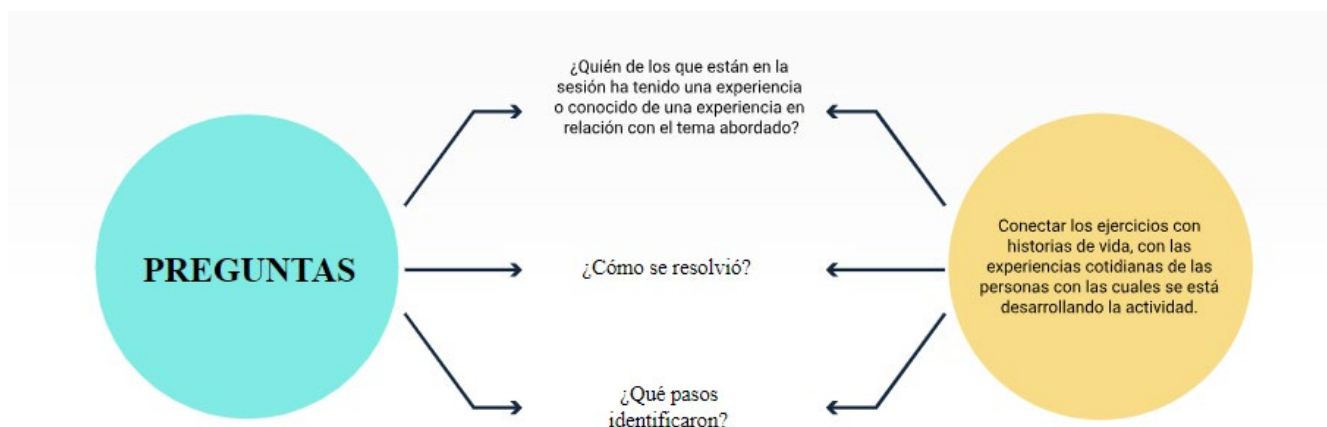 PREGUNTAS
¿Quién de los que están en la
sesión ha tenido una experiencia
o conocido de una experiencia en
relación con el tema abordado?
¿Cómo se resolvió?
¿Qué pasos
identificaron?
Conectar los ejercicios con
historias de vida, con las
experiencias cotidianas de las
personas con las cuales se está
desarrollando la actividad.